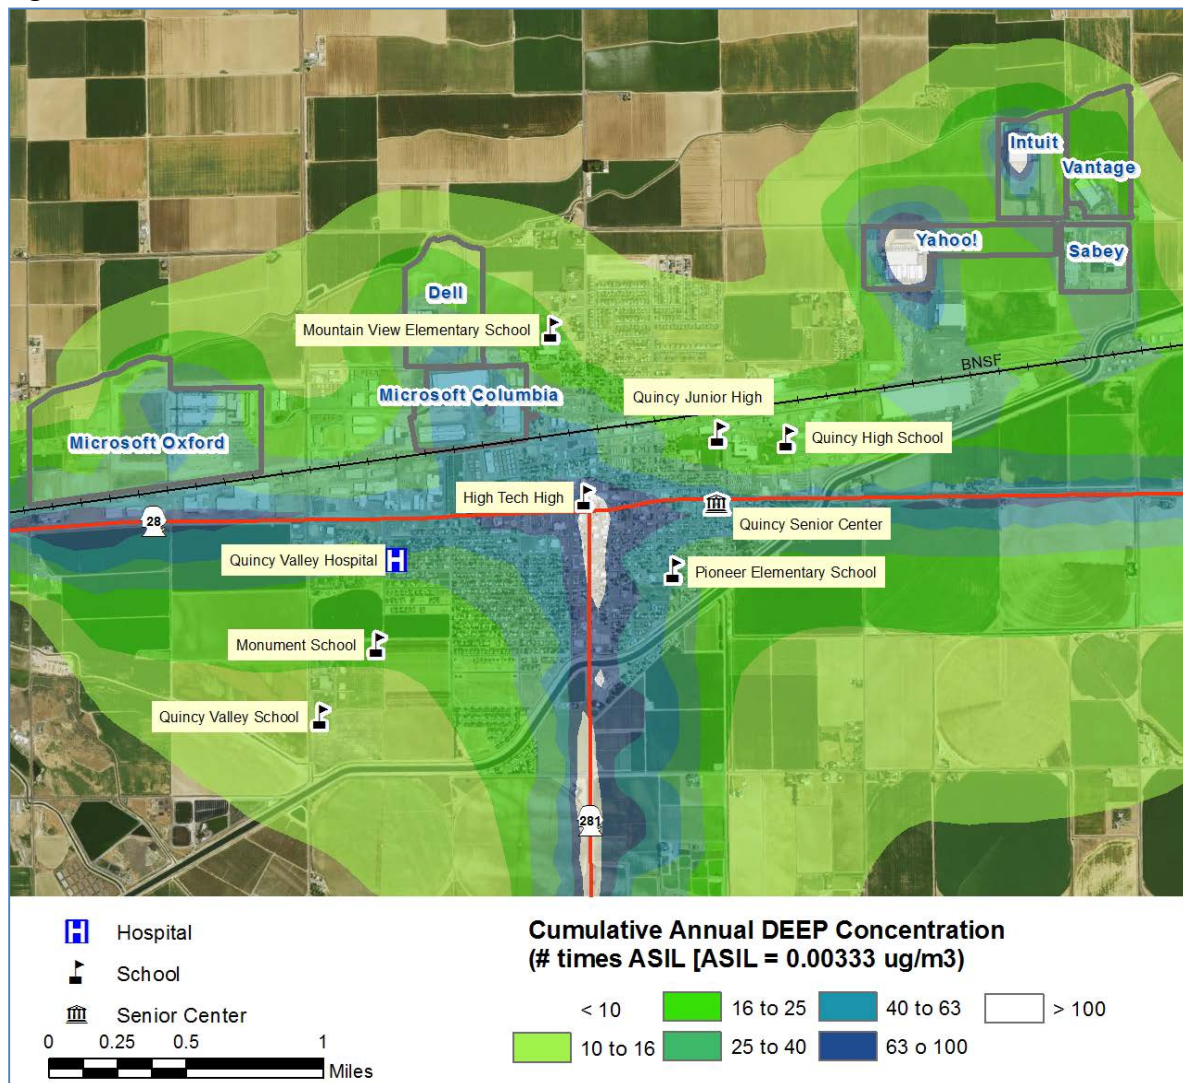 Intuit
Vantage
Yahoo!
Sabey
Dell
Mountain View Elementary School
BNSF
Microsoft Columbia
Quincy Junior High
Microsoft Oxford
Quincy High School
High Tech High
28
Quincy Senior Center
Quincy Valley Hospital
H
Pioneer Elementary School
Monument School
Quincy Valley School
281
H Hospital
School
Senior Center
0 0.25 0.5 1
Miles
Cumulative Annual DEEP Concentration
(# times ASIL [ASIL = 0.00333 ug/m3)
< 10 16 to 25 40 to 63 > 100
10 to 16 25 to 40 63 o 100